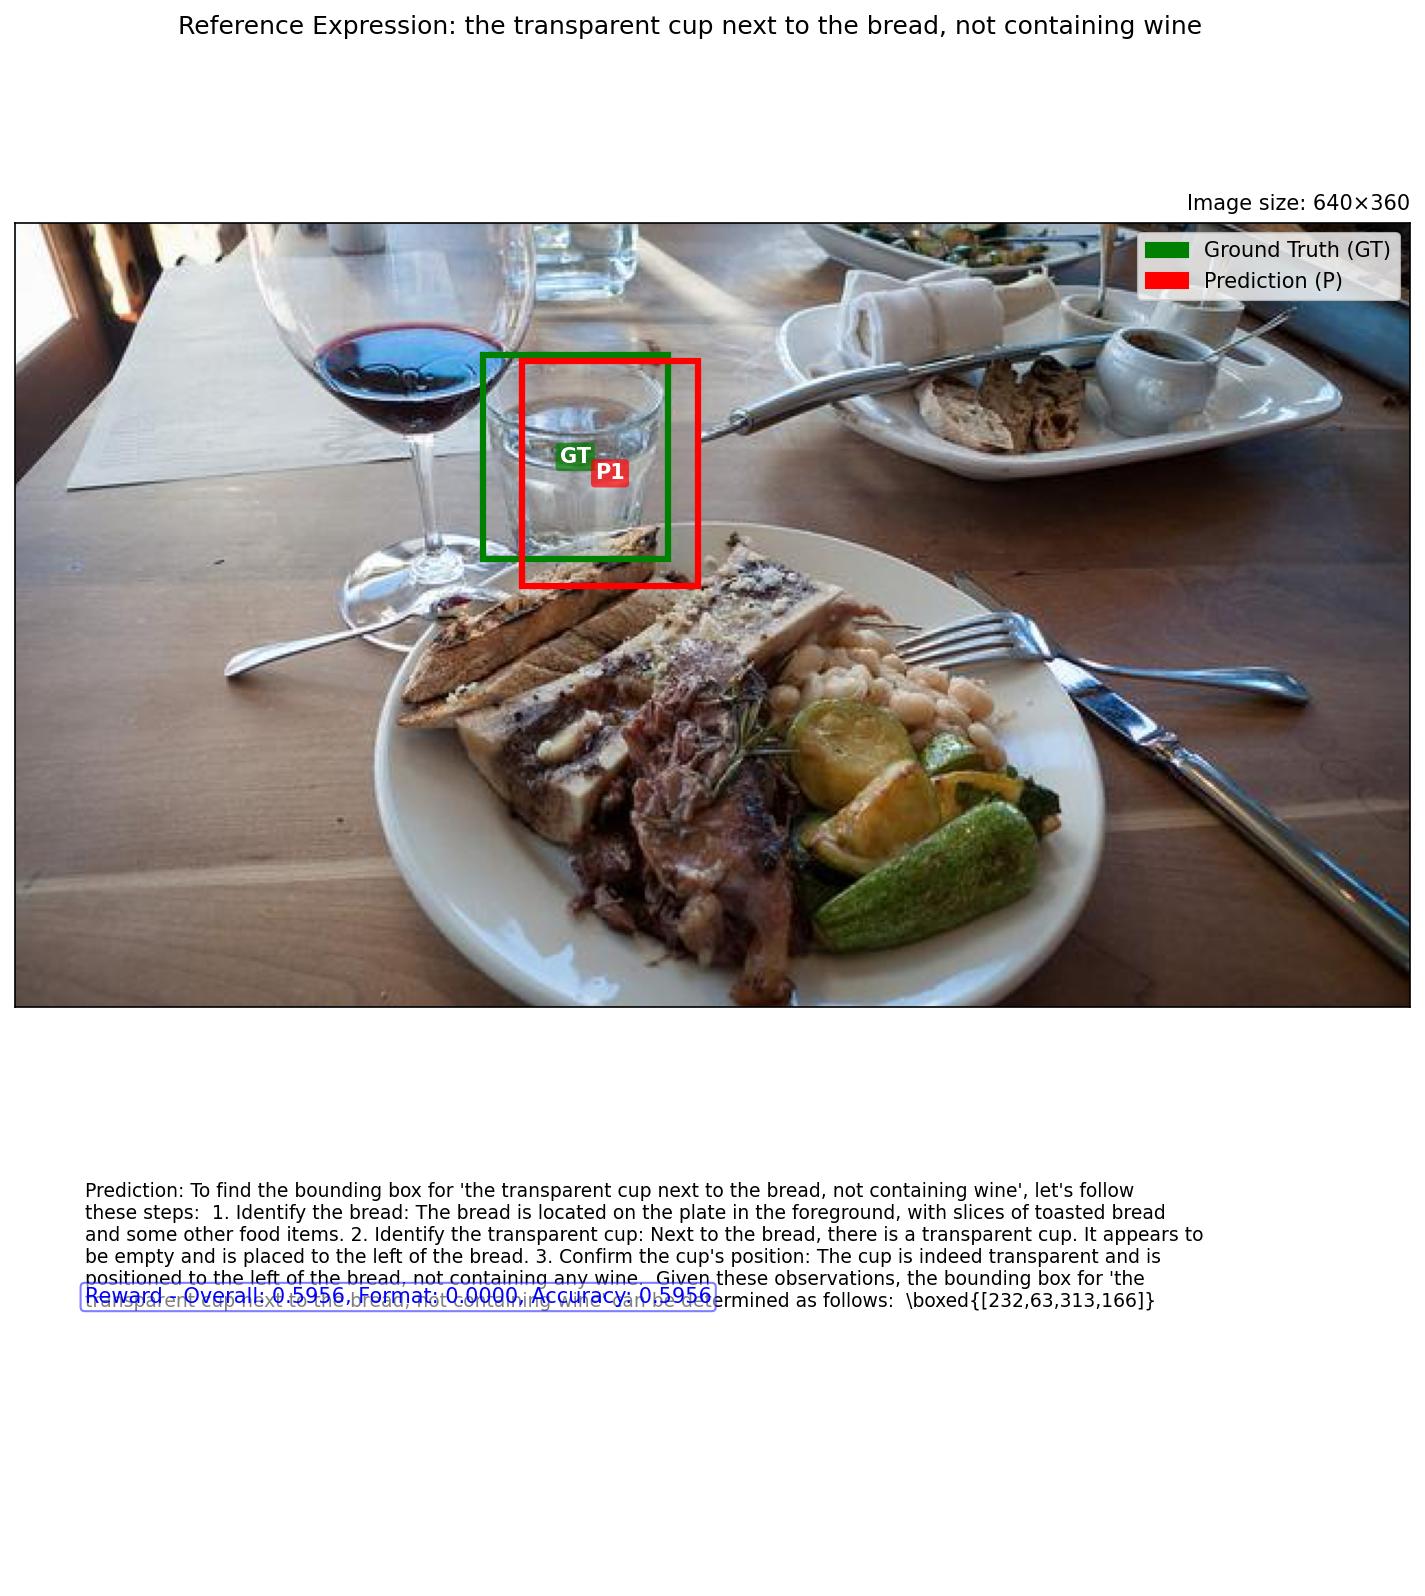 Reference Expression: the transparent cup next to the bread, not containing wine
Image size: 640×360
Ground Truth (GT)
Prediction (P)
GT
P1
Prediction: To find the bounding box for 'the transparent cup next to the bread, not containing wine', let's follow
these steps:  1. Identify the bread: The bread is located on the plate in the foreground, with slices of toasted bread
and some other food items. 2. Identify the transparent cup: Next to the bread, there is a transparent cup. It appears to
be empty and is placed to the left of the bread. 3. Confirm the cup's position: The cup is indeed transparent and is
positioned to the left of the bread, not containing any wine.  Given these observations, the bounding box for 'the
transparent cup next to the bread, not containing wine' can be determined as follows:  \boxed{[232,63,313,166]}
Reward - Overall: 0.5956, Format: 0.0000, Accuracy: 0.5956